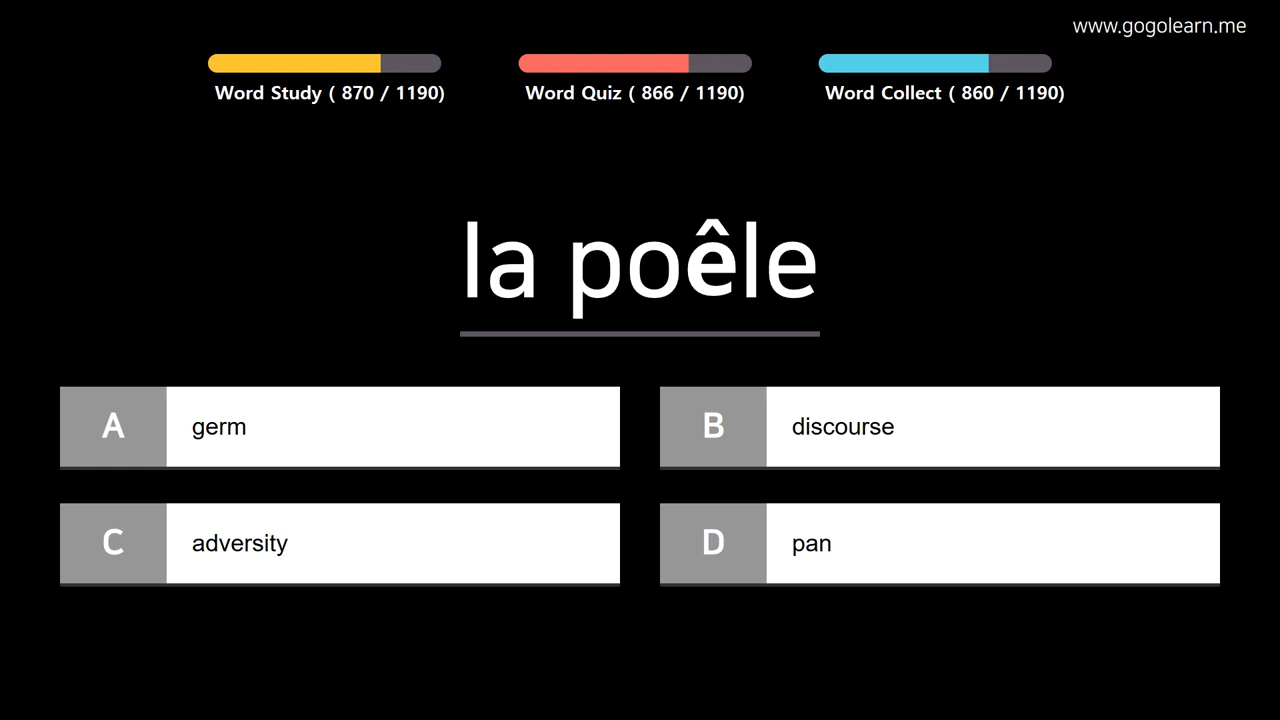 www.gogolearn.me
Word Study ( 870 / 1190)
Word Quiz ( 866 / 1190)
Word Collect ( 860 / 1190)
la poêle
A germ
B discourse
C adversity
D pan